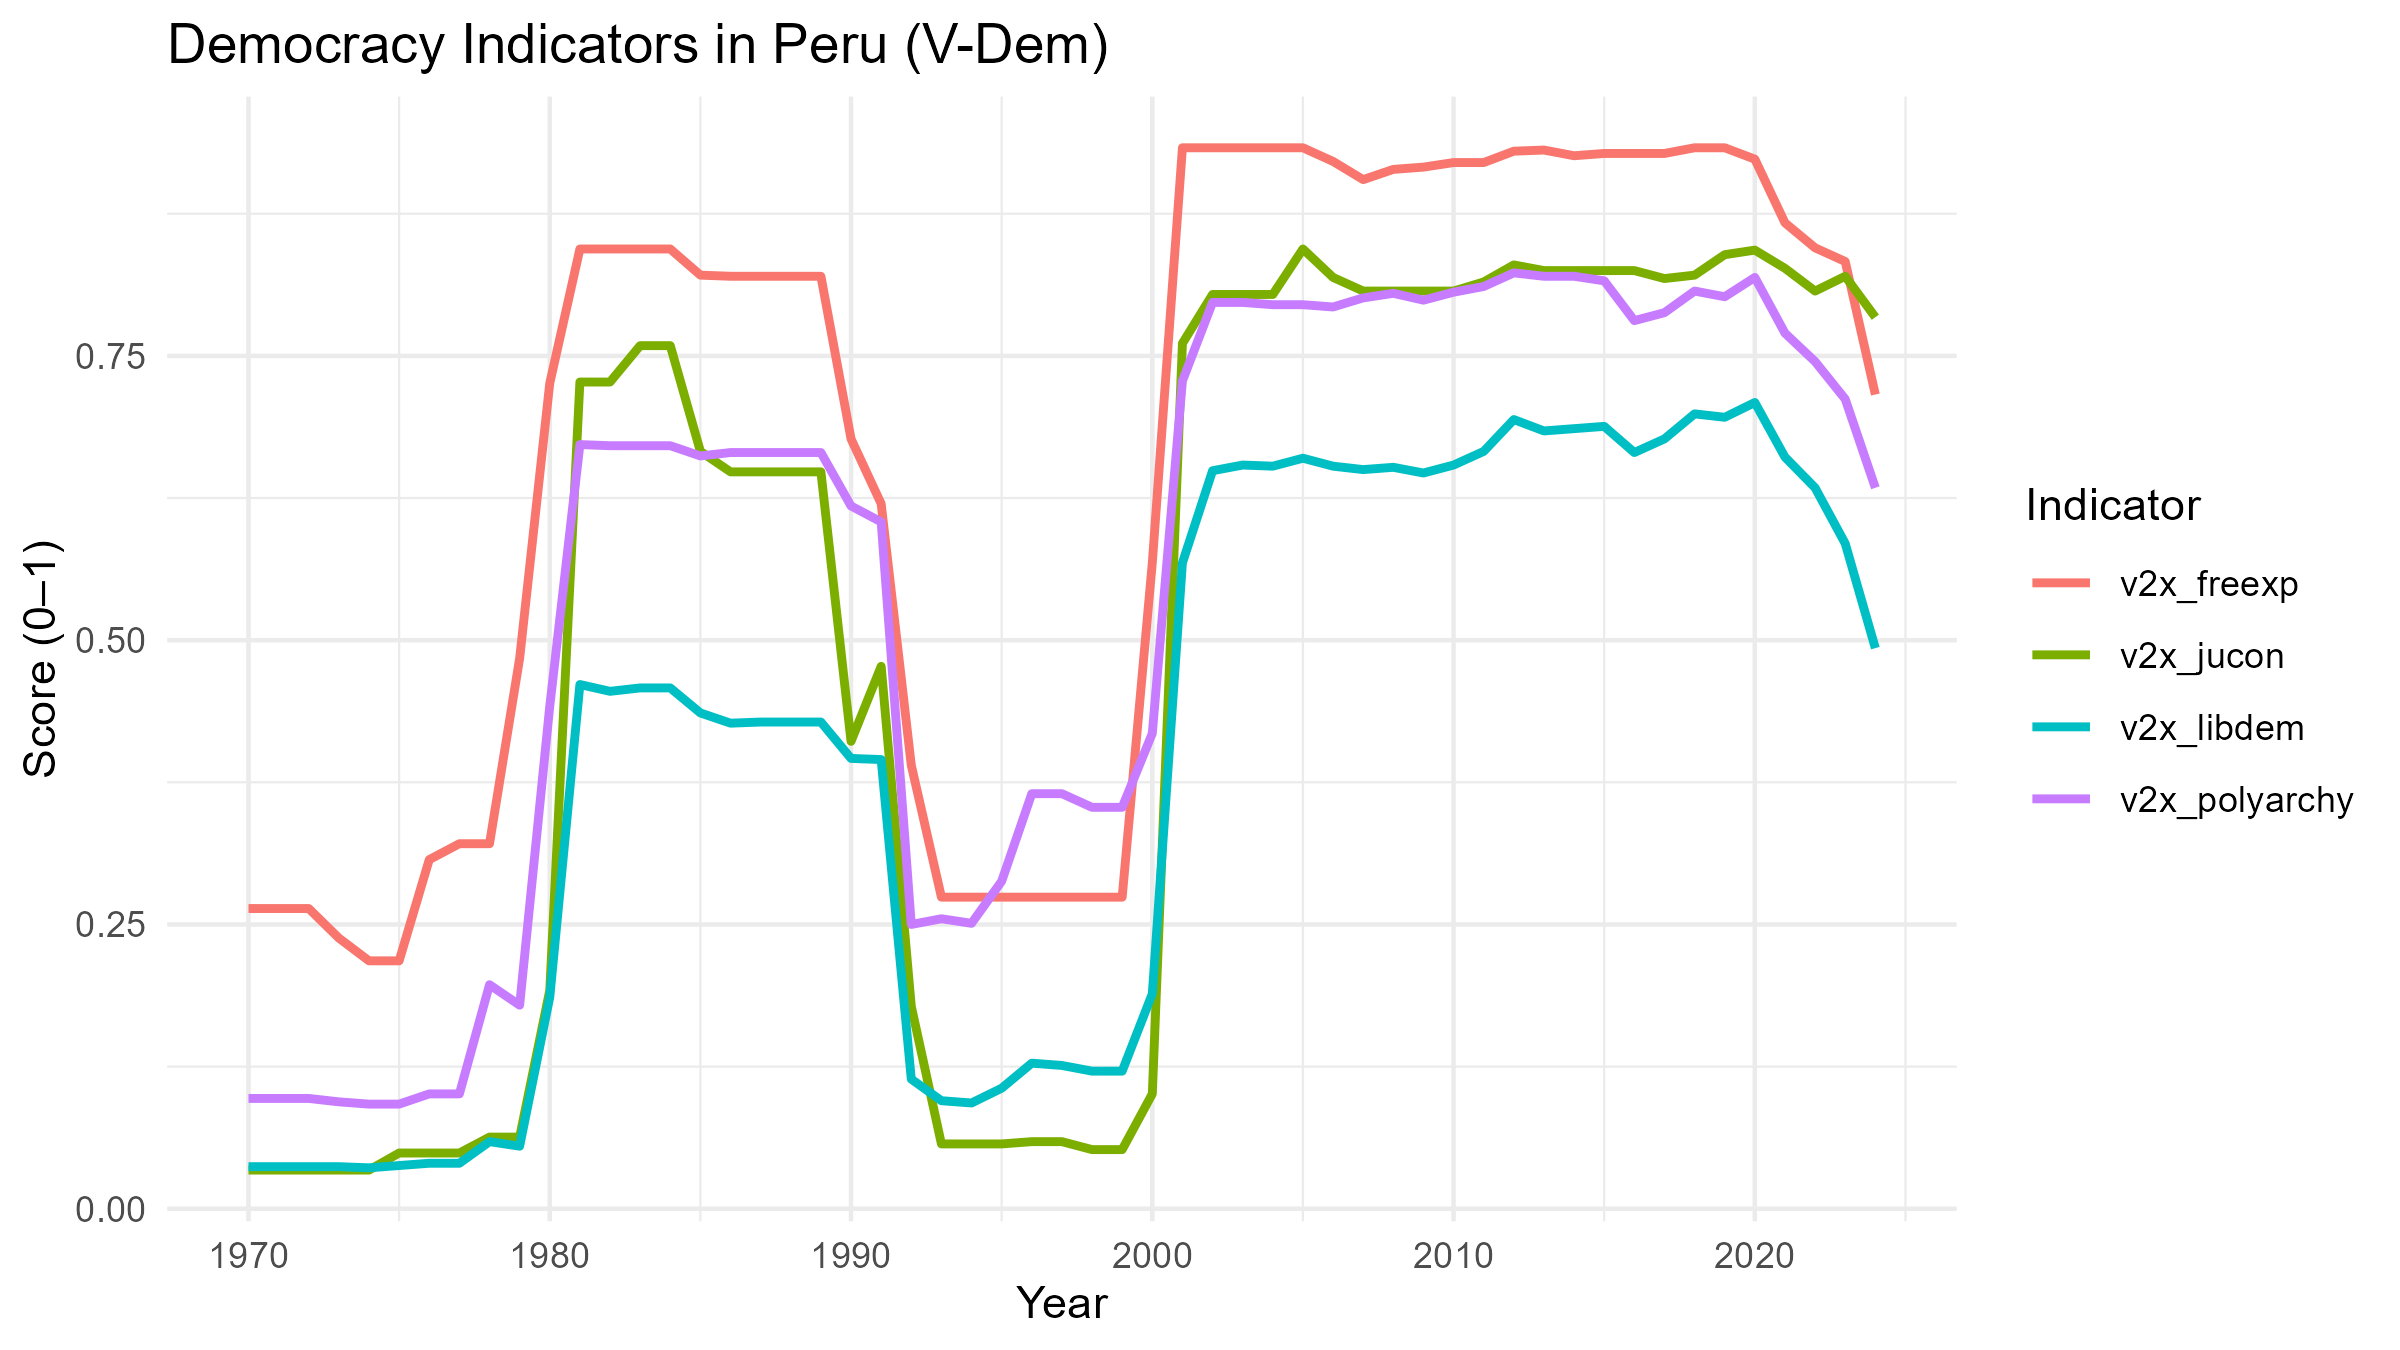 Democracy Indicators in Peru (V-Dem)
Score (0–1)
0.75
0.50
0.25
0.00
1970 1980 1990 2000 2010 2020
Year
Indicator
v2x_freexp
v2x_jucon
v2x_libdem
v2x_polyarchy